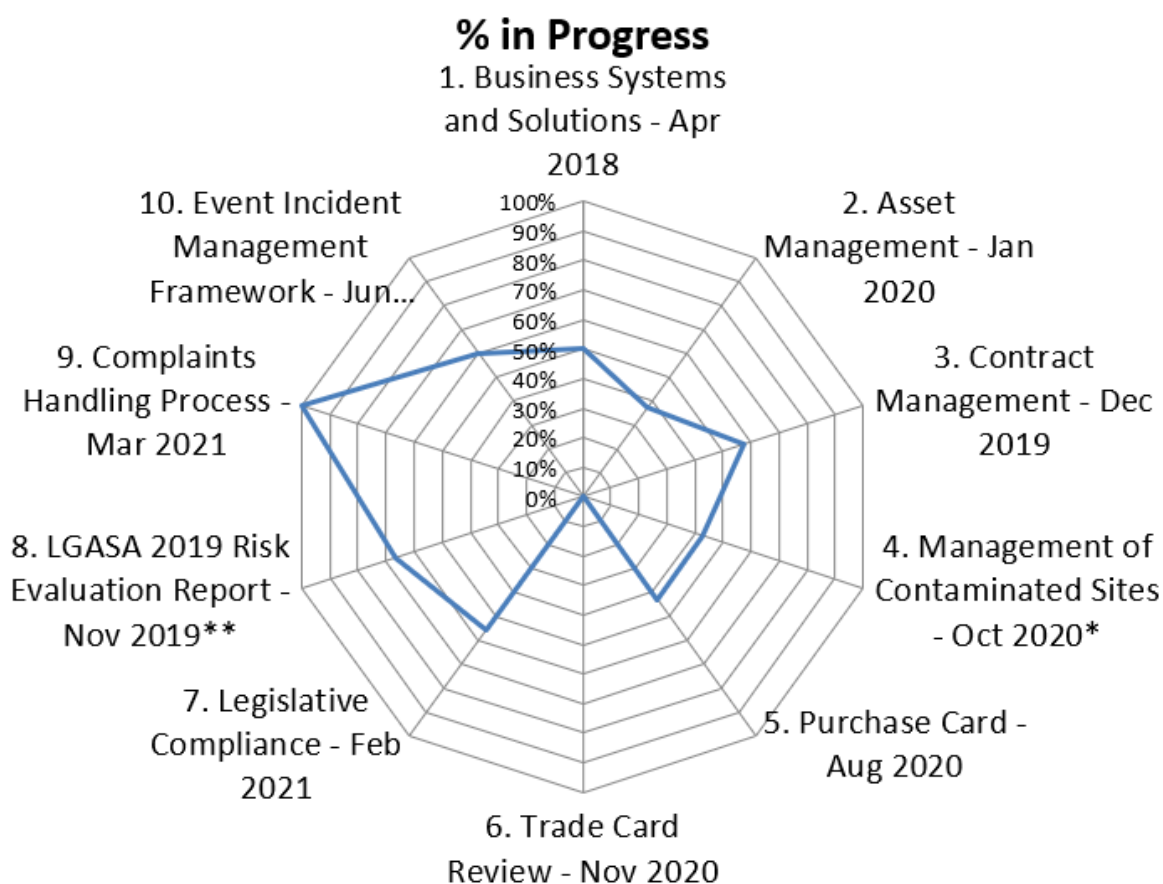 % in Progress
1. Business Systems
and Solutions - Apr
2018
2. Asset
Management - Jan
2020
3. Contract
Management - Dec
2019
4. Management of
Contaminated Sites
- Oct 2020*
5. Purchase Card -
Aug 2020
6. Trade Card
Review - Nov 2020
7. Legislative
Compliance - Feb
2021
8. LGASA 2019 Risk
Evaluation Report -
Nov 2019**
9. Complaints
Handling Process -
Mar 2021
10. Event Incident
Management
Framework - Jun...
100%
90%
80%
70%
60%
50%
40%
30%
20%
10%
0%